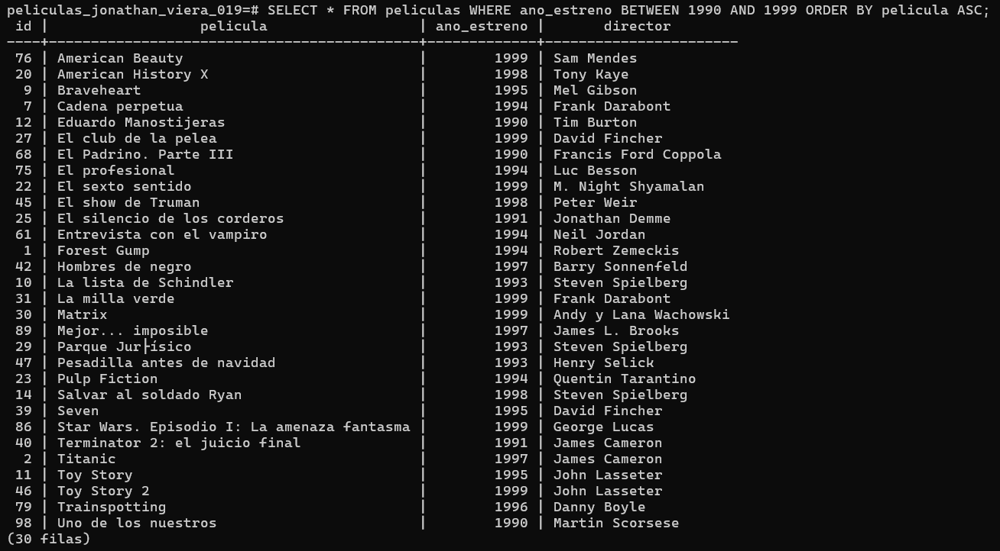 peliculas_jonathan_viera_019=# SELECT * FROM peliculas WHERE ano_estreno BETWEEN 1990 AND 1999 ORDER BY pelicula ASC;
 id |                  pelicula                  | ano_estreno |       director
----+--------------------------------------------+-------------+-----------------------
 76 | American Beauty                            |        1999 | Sam Mendes
 20 | American History X                         |        1998 | Tony Kaye
  9 | Braveheart                                 |        1995 | Mel Gibson
  7 | Cadena perpetua                            |        1994 | Frank Darabont
 12 | Eduardo Manostijeras                       |        1990 | Tim Burton
 27 | El club de la pelea                        |        1999 | David Fincher
 68 | El Padrino. Parte III                      |        1990 | Francis Ford Coppola
 75 | El profesional                             |        1994 | Luc Besson
 22 | El sexto sentido                           |        1999 | M. Night Shyamalan
 45 | El show de Truman                          |        1998 | Peter Weir
 25 | El silencio de los corderos                |        1991 | Jonathan Demme
 61 | Entrevista con el vampiro                  |        1994 | Neil Jordan
  1 | Forest Gump                                |        1994 | Robert Zemeckis
 42 | Hombres de negro                           |        1997 | Barry Sonnenfeld
 10 | La lista de Schindler                      |        1993 | Steven Spielberg
 31 | La milla verde                             |        1999 | Frank Darabont
 30 | Matrix                                     |        1999 | Andy y Lana Wachowski
 89 | Mejor... imposible                         |        1997 | James L. Brooks
 29 | Parque Jur├ísico                           |        1993 | Steven Spielberg
 47 | Pesadilla antes de navidad                 |        1993 | Henry Selick
 23 | Pulp Fiction                               |        1994 | Quentin Tarantino
 14 | Salvar al soldado Ryan                     |        1998 | Steven Spielberg
 39 | Seven                                      |        1995 | David Fincher
 86 | Star Wars. Episodio I: La amenaza fantasma |        1999 | George Lucas
 40 | Terminator 2: el juicio final              |        1991 | James Cameron
  2 | Titanic                                    |        1997 | James Cameron
 11 | Toy Story                                  |        1995 | John Lasseter
 46 | Toy Story 2                                |        1999 | John Lasseter
 79 | Trainspotting                              |        1996 | Danny Boyle
 98 | Uno de los nuestros                        |        1990 | Martin Scorsese
(30 filas)